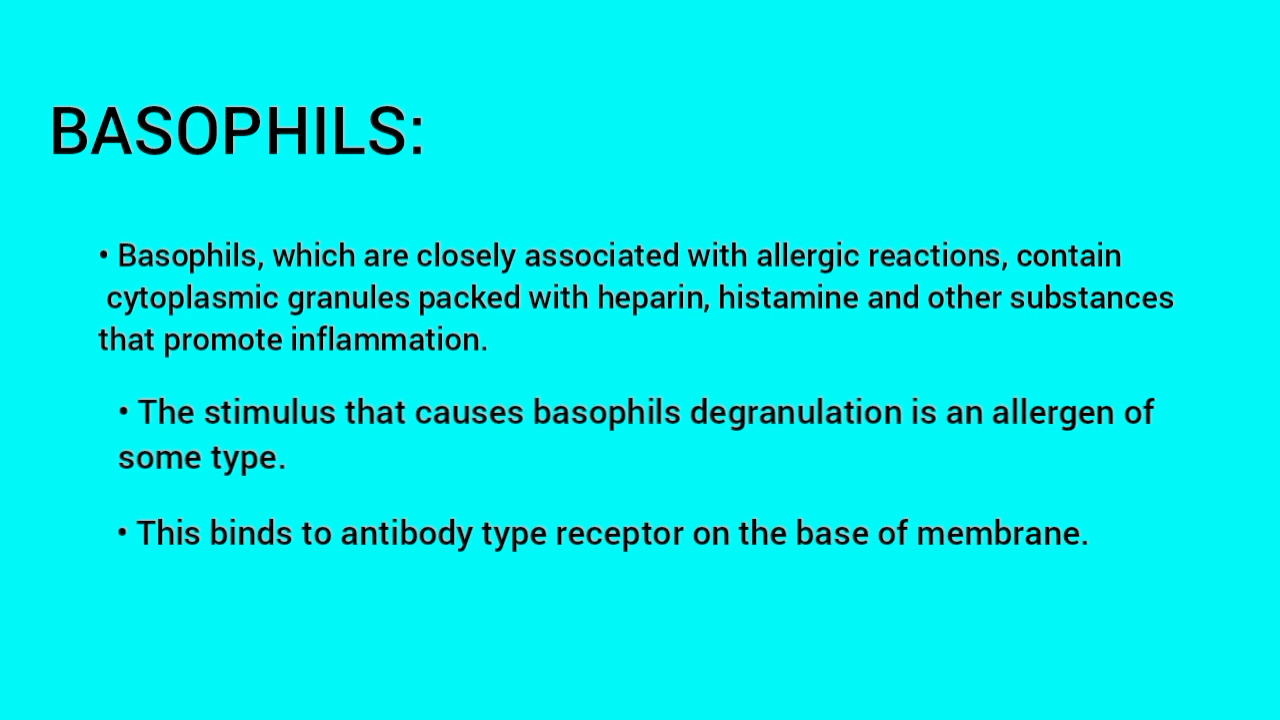 BASOPHILS:
• Basophils, which are closely associated with allergic reactions, contain
cytoplasmic granules packed with heparin, histamine and other substances
that promote inflammation.
• The stimulus that causes basophils degranulation is an allergen of
some type.
• This binds to antibody type receptor on the base of membrane.